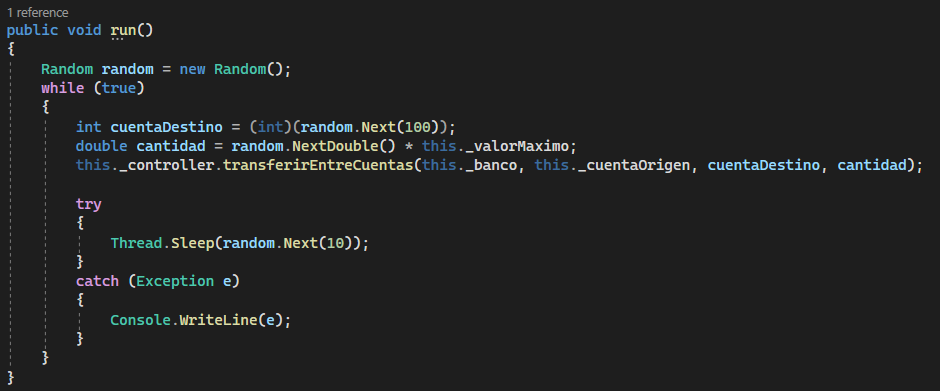 1 reference
public void run()
{
    Random random = new Random();
    while (true)
    {
        int cuentaDestino = (int)(random.Next(100));
        double cantidad = random.NextDouble() * this._valorMaximo;
        this._controller.transferirEntreCuentas(this._banco, this._cuentaOrigen, cuentaDestino, cantidad);

        try
        {
            Thread.Sleep(random.Next(10));
        }
        catch (Exception e)
        {
            Console.WriteLine(e);
        }
    }
}